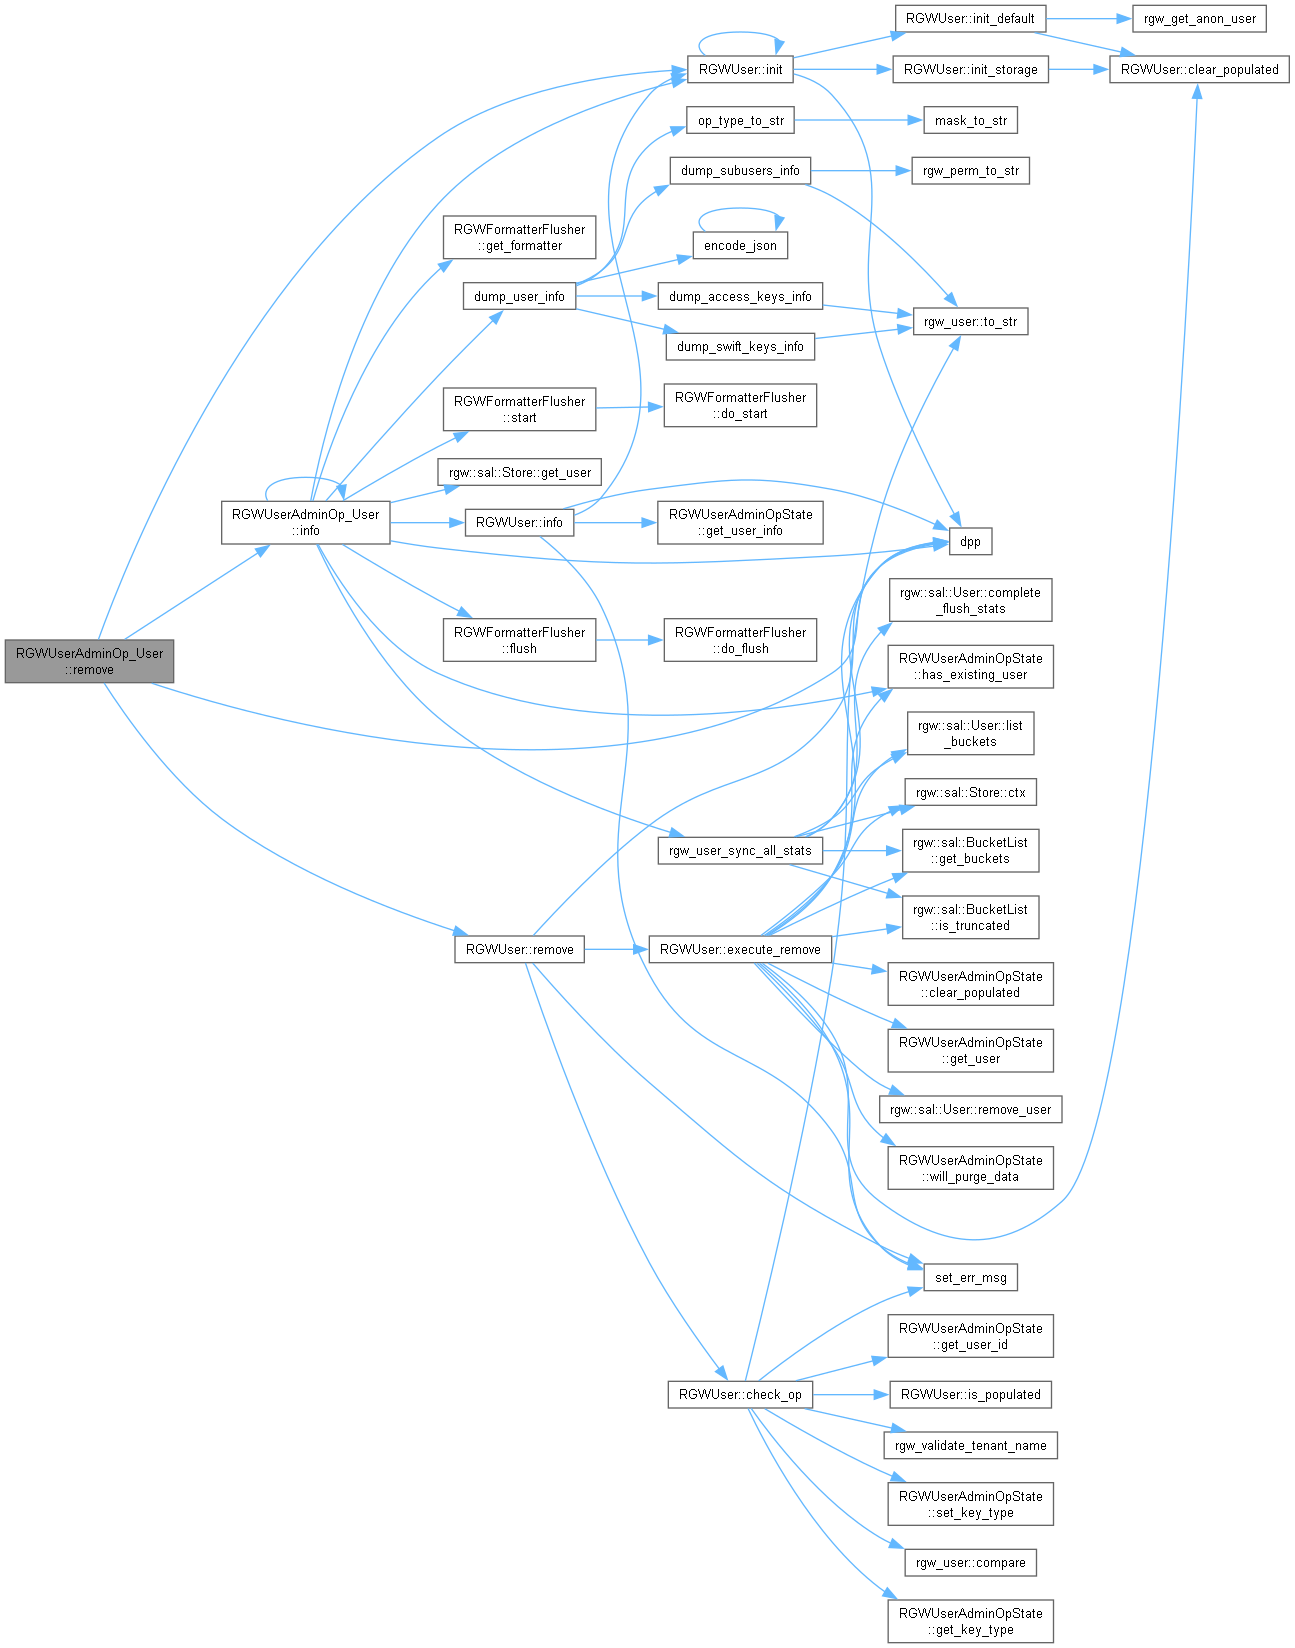 RGWUser::init_default
rgw_get_anon_user
RGWUser::init
RGWUser::init_storage
RGWUser::clear_populated
op_type_to_str
mask_to_str
dump_subusers_info
rgw_perm_to_str
RGWFormatterFlusher
::get_formatter
encode_json
dump_user_info
dump_access_keys_info
rgw_user::to_str
dump_swift_keys_info
RGWFormatterFlusher
::start
RGWFormatterFlusher
::do_start
rgw::sal::Store::get_user
RGWUserAdminOp_User
::info
RGWUser::info
RGWUserAdminOpState
::get_user_info
dpp
rgw::sal::User::complete
_flush_stats
RGWFormatterFlusher
::flush
RGWFormatterFlusher
::do_flush
RGWUserAdminOp_User
::remove
RGWUserAdminOpState
::has_existing_user
rgw::sal::User::list
_buckets
rgw::sal::Store::ctx
rgw_user_sync_all_stats
rgw::sal::BucketList
::get_buckets
rgw::sal::BucketList
::is_truncated
RGWUser::remove
RGWUser::execute_remove
RGWUserAdminOpState
::clear_populated
RGWUserAdminOpState
::get_user
rgw::sal::User::remove_user
RGWUserAdminOpState
::will_purge_data
set_err_msg
RGWUserAdminOpState
::get_user_id
RGWUser::check_op
RGWUser::is_populated
rgw_validate_tenant_name
RGWUserAdminOpState
::set_key_type
rgw_user::compare
RGWUserAdminOpState
::get_key_type